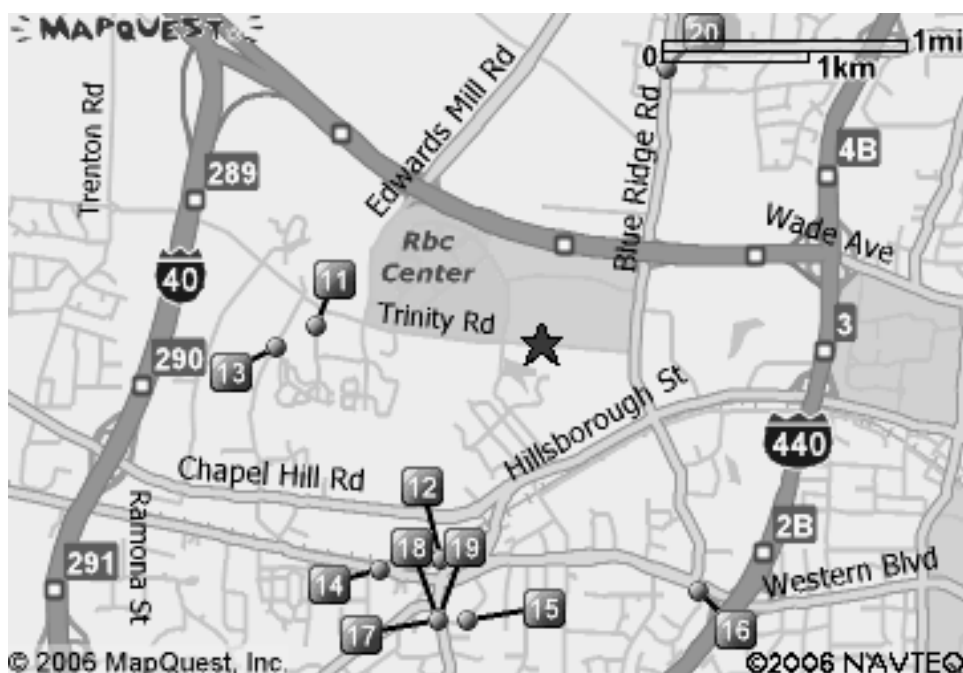 MAPQUEST
20
0
1mi
1km
Trenton Rd
Edwards Mill Rd
Blue Ridge Rd
289
4B
Wade Ave
Rbc
Center
40
11
Trinity Rd
3
290
13
Hillsborough St
440
Chapel Hill Rd
12
Ramona St
18
19
2B
291
14
Western Blvd
15
17
16
© 2006 MapQuest, Inc.
©2006 NAVTEQ